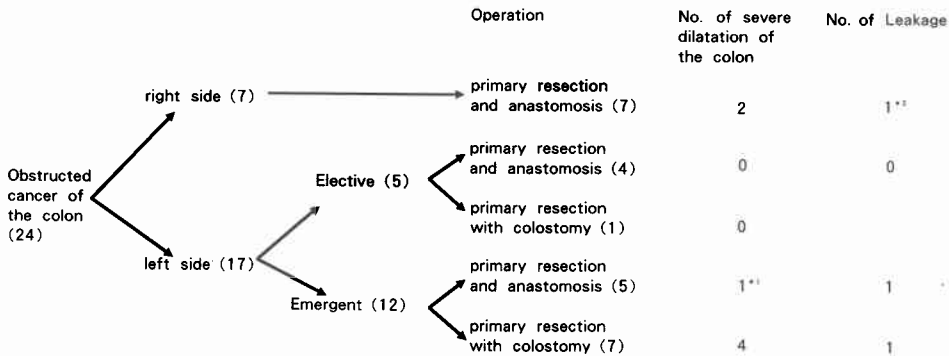 Operation
No. of severe
dilatation of
the colon
No. of Leakage
right side (7)
primary resection
and anastomosis (7)
2
1
Obstructed
cancer of
the colon
(24)
Elective (5)
primary resection
and anastomosis (4)
0
0
primary resection
with colostomy (1)
0
left side (17)
Emergent (12)
primary resection
and anastomosis (5)
1
1
primary resection
with colostomy (7)
4
1